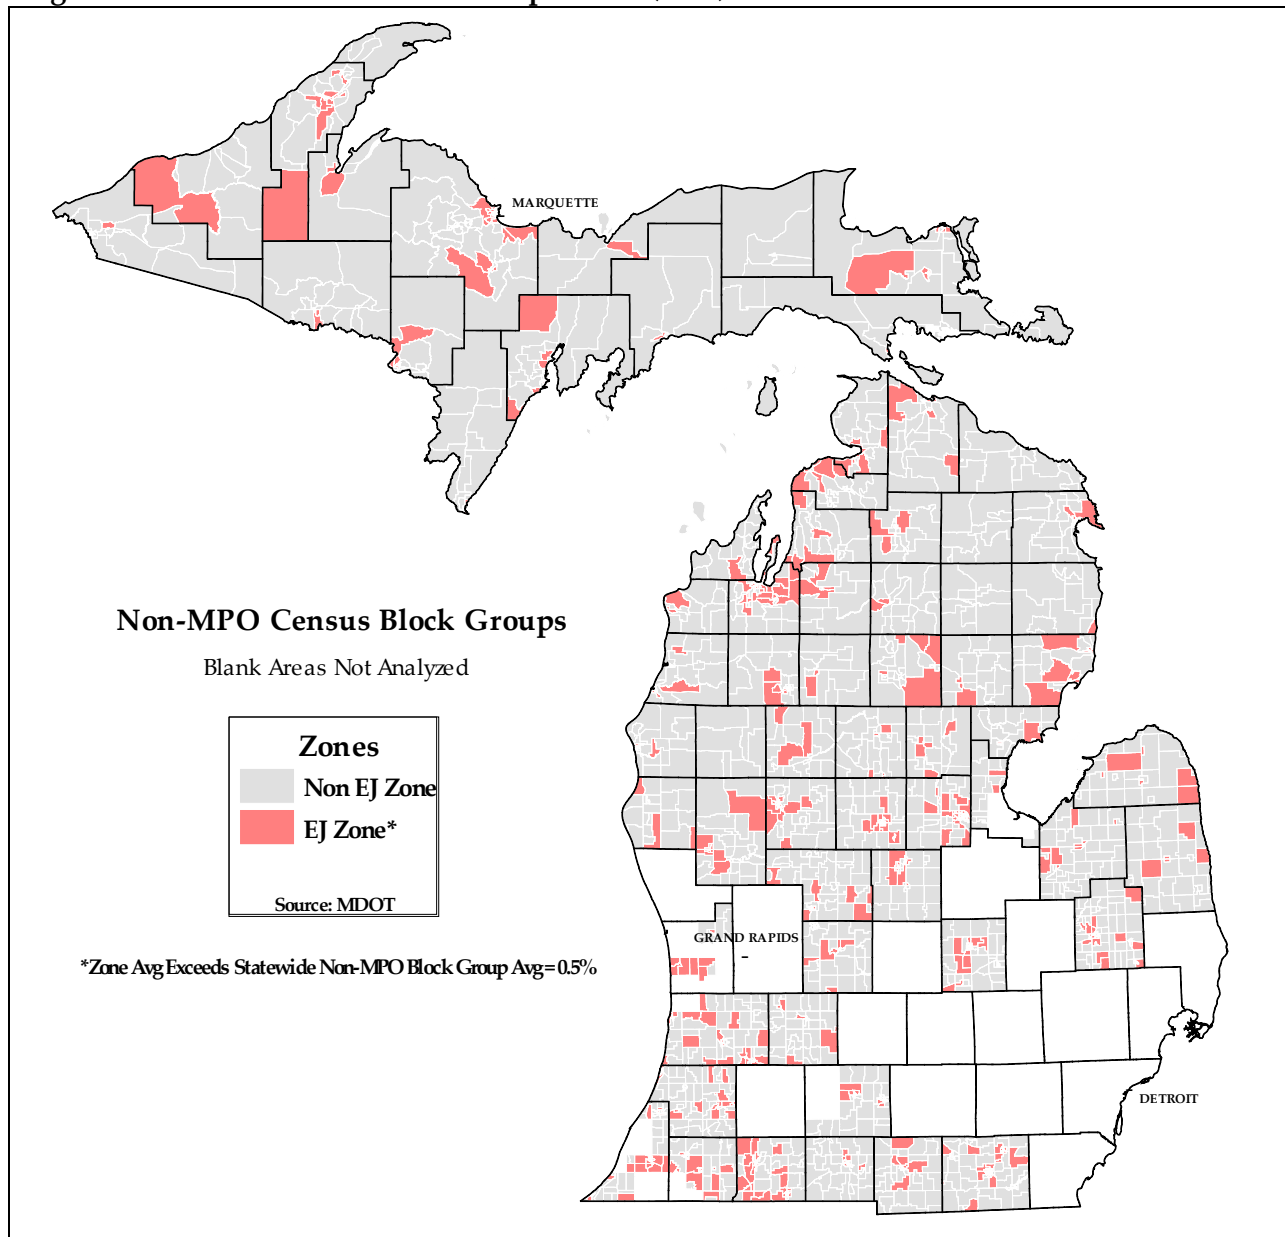 MARQUETTE
Non-MPO Census Block Groups
Blank Areas Not Analyzed
Zones
Non EJ Zone
EJ Zone*
Source: MDOT
GRAND RAPIDS
*Zone Avg Exceeds Statewide Non-MPO Block Group Avg = 0.5%
DETROIT